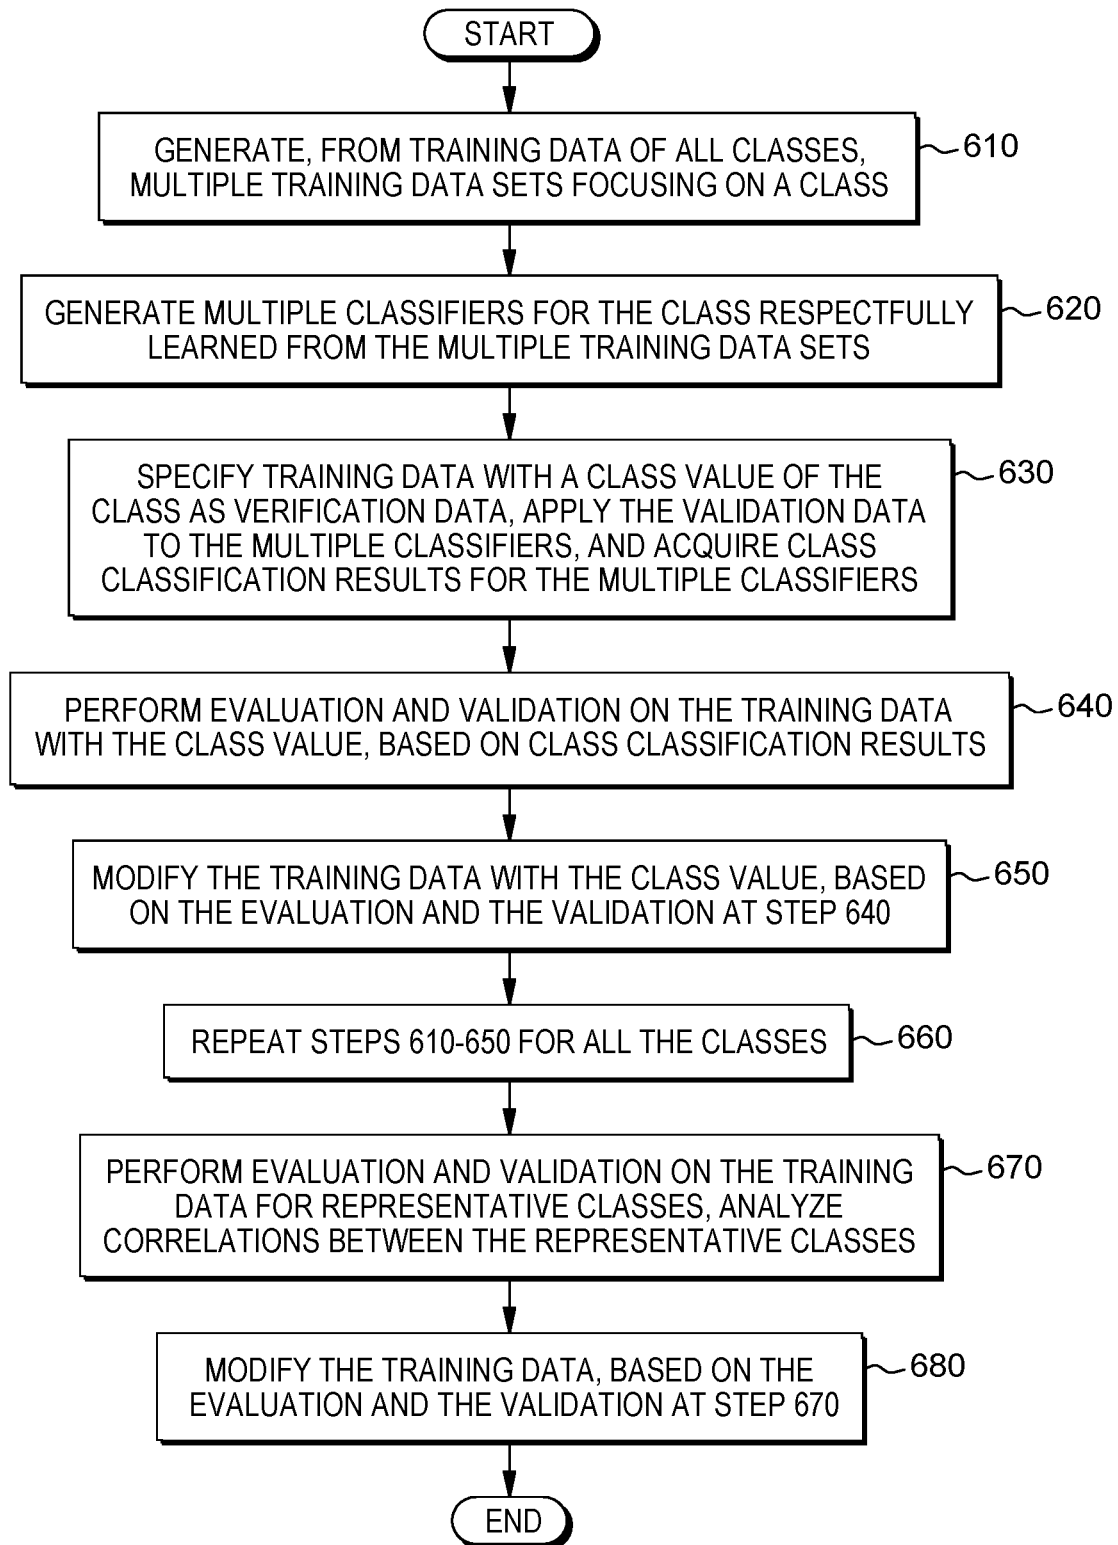 START
GENERATE, FROM TRAINING DATA OF ALL CLASSES,
MULTIPLE TRAINING DATA SETS FOCUSING ON A CLASS
610
GENERATE MULTIPLE CLASSIFIERS FOR THE CLASS RESPECTFULLY
LEARNED FROM THE MULTIPLE TRAINING DATA SETS
620
SPECIFY TRAINING DATA WITH A CLASS VALUE OF THE
CLASS AS VERIFICATION DATA, APPLY THE VALIDATION DATA
TO THE MULTIPLE CLASSIFIERS, AND ACQUIRE CLASS
CLASSIFICATION RESULTS FOR THE MULTIPLE CLASSIFIERS
630
PERFORM EVALUATION AND VALIDATION ON THE TRAINING DATA
WITH THE CLASS VALUE, BASED ON CLASS CLASSIFICATION RESULTS
640
MODIFY THE TRAINING DATA WITH THE CLASS VALUE, BASED
ON THE EVALUATION AND THE VALIDATION AT STEP 640
650
REPEAT STEPS 610-650 FOR ALL THE CLASSES
660
PERFORM EVALUATION AND VALIDATION ON THE TRAINING
DATA FOR REPRESENTATIVE CLASSES, ANALYZE
CORRELATIONS BETWEEN THE REPRESENTATIVE CLASSES
670
MODIFY THE TRAINING DATA, BASED ON THE
EVALUATION AND THE VALIDATION AT STEP 670
680
END